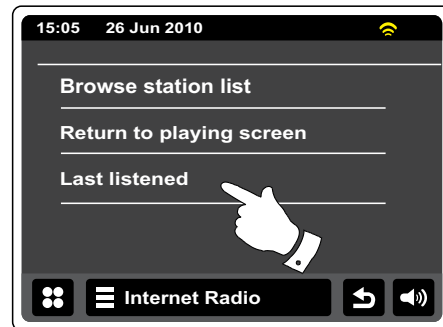 15:05 26 Jun 2010
Browse station list
Return to playing screen
Last listened
Internet Radio